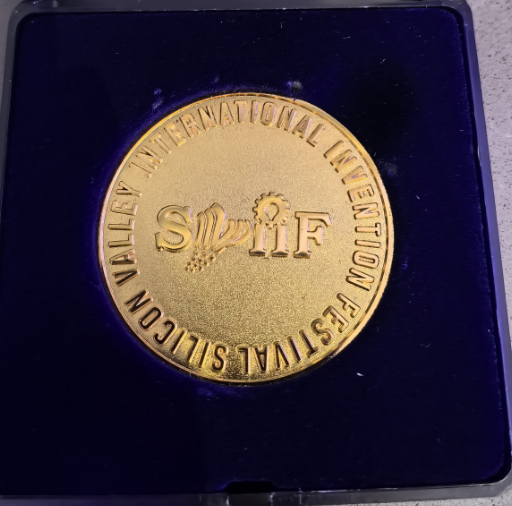 SILICON VALLEY INTERNATIONAL INVENTION FESTIVAL
SViiF